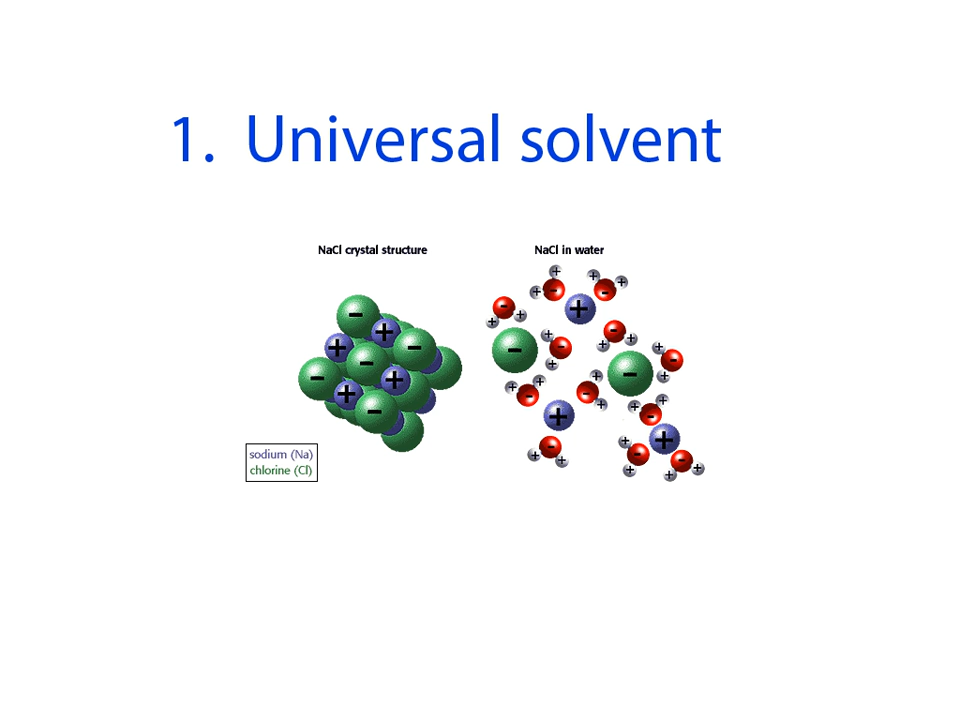 1. Universal solvent
NaCl crystal structure
NaCl in water
sodium (Na)
chlorine (Cl)